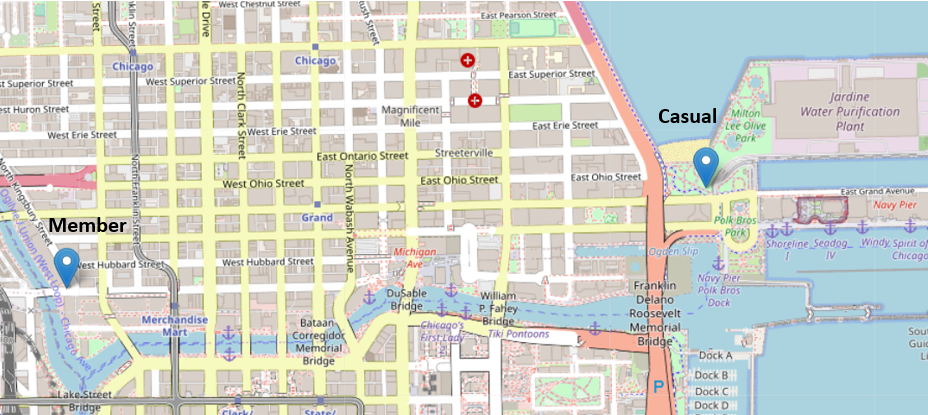 West Chestnut Street
East Pearson Street
Chicago
Chicago
West Superior Street
East Superior Street
West Huron Street
Magnificent
Mile
West Erie Street
West Erie Street
East Erie Street
North Clark Street
East Ontario Street
Streeterville
West Ohio Street
East Ohio Street
East Ohio Street
North Franklin Street
North Wabash Avenue
North Kingsbury Street
Casual
Milton
Lee Olive
Park
Jardine
Water Purification
Plant
East Grand Avenue
Navy Pier
Polk Bros
Park
Grand
Member
West Hubbard Street
West Hubbard Street
Michigan
Ave
Ogden Slip
Shoreline
I
Seadog
IV
Windy
Spirit of
Chicago
Navy Pier
Polk Bros
Dock
Franklin
Delano
Roosevelt
Memorial
Bridge
DuSable
Bridge
William
P. Fahey
Bridge
Chicago's
First Lady
Tiki Pontoons
Merchandise
Mart
Bataan
Corregidor
Memorial
Bridge
Lake Street
Bridge
Clark/
State/
P
Dock A
Dock B
Dock C
Dock D